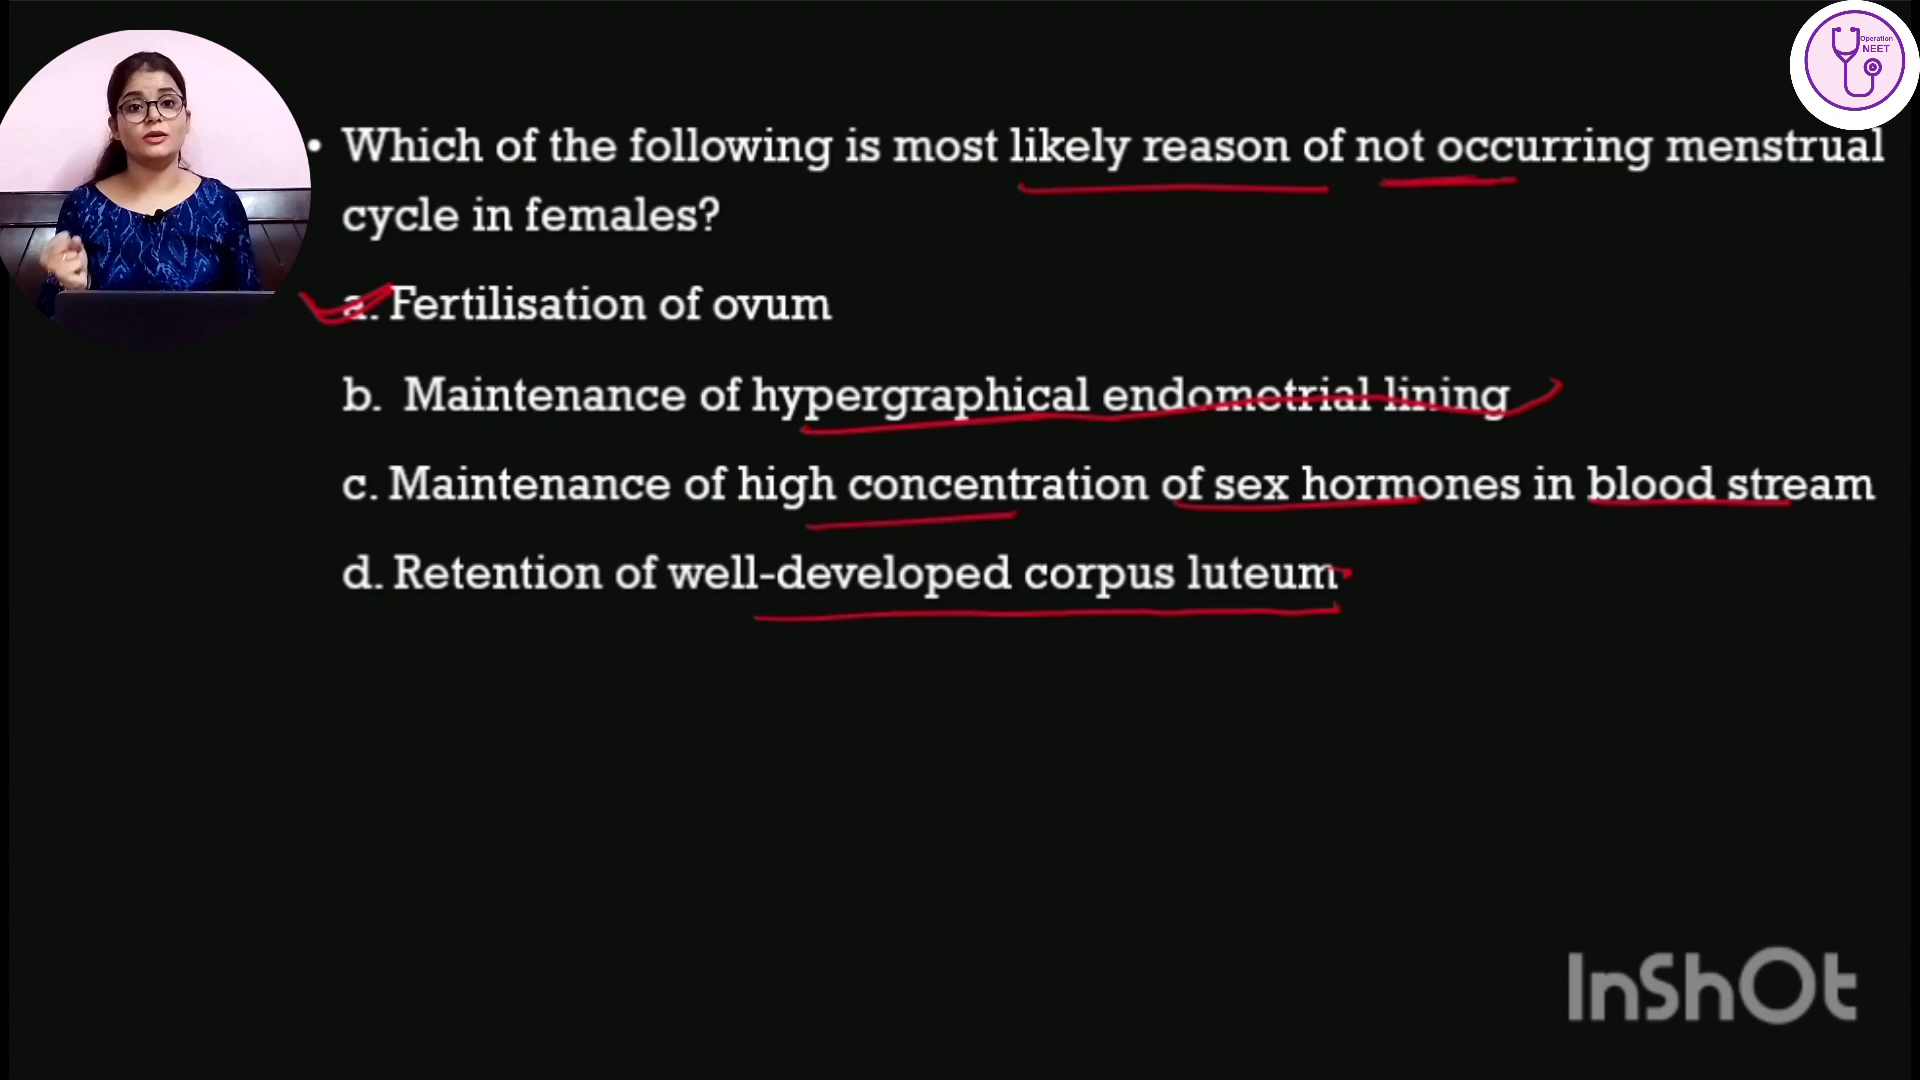 Operation
NEET
• Which of the following is most likely reason of not occurring menstrual
cycle in females?
a. Fertilisation of ovum
b. Maintenance of hypergraphical endometrial lining
c. Maintenance of high concentration of sex hormones in blood stream
d. Retention of well-developed corpus luteum
InShOt